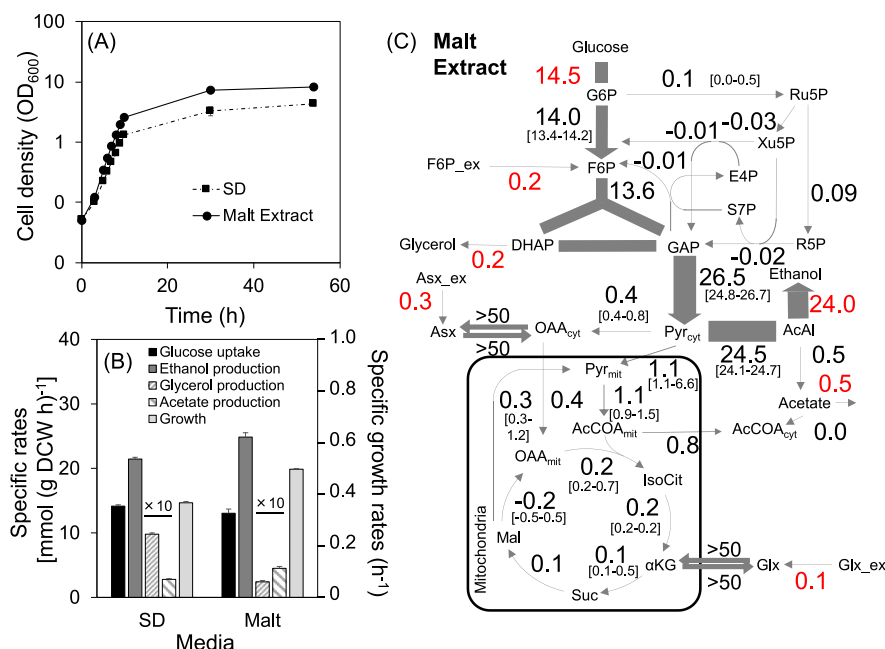 (A)
Cell density (OD600)
100
10
1
0
0
SD
Malt Extract
0
20
40
60
Time (h)
(B)
Glucose uptake
Ethanol production
Glycerol production
Acetate production
Growth
Specific rates
[mmol (g DCW h)-1]
40
30
20
10
0
× 10
× 10
1.0
0.8
0.6
0.4
0.2
0.0
Specific growth rates
(h-1)
SD
Malt
Media
(C)
Malt
Extract
Glucose
14.5
G6P
0.1
[0.0-0.5]
Ru5P
14.0
[13.4-14.2]
-0.01
-0.03
Xu5P
F6P_ex
0.2
F6P
-0.01
E4P
13.6
S7P
0.09
Glycerol
0.2
DHAP
GAP
-0.02
R5P
Asx_ex
0.3
26.5
[24.8-26.7]
Ethanol
24.0
Asx
>50
>50
OAAcyt
0.4
[0.4-0.8]
Pyrcyt
24.5
[24.1-24.7]
AcAl
0.5
Acetate
0.5
Pyrmit
1.1
[1.1-6.6]
0.3
[0.3-
1.2]
0.4
1.1
[0.9-1.5]
AcCOAmit
0.8
AcCOAcyt
0.0
OAAmit
0.2
[0.2-0.7]
IsoCit
-0.2
[-0.5-0.5]
0.2
[0.2-0.2]
Mitochondria
Mal
0.1
0.1
[0.1-0.5]
αKG
>50
>50
Glx
0.1
Glx_ex
Suc